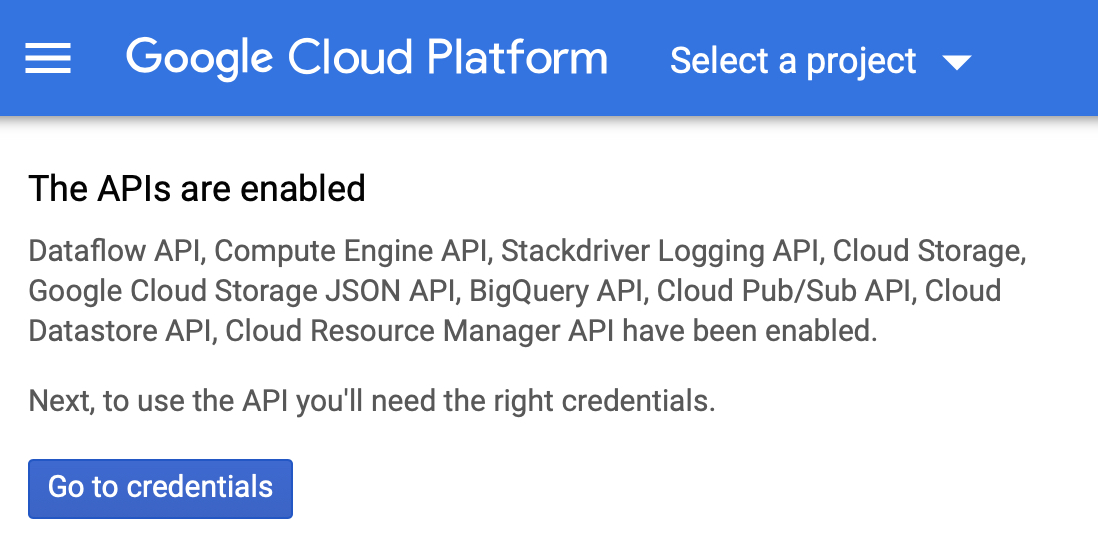 Google Cloud Platform Select a project
The APIs are enabled
Dataflow API, Compute Engine API, Stackdriver Logging API, Cloud Storage,
Google Cloud Storage JSON API, BigQuery API, Cloud Pub/Sub API, Cloud
Datastore API, Cloud Resource Manager API have been enabled.
Next, to use the API you'll need the right credentials.
Go to credentials